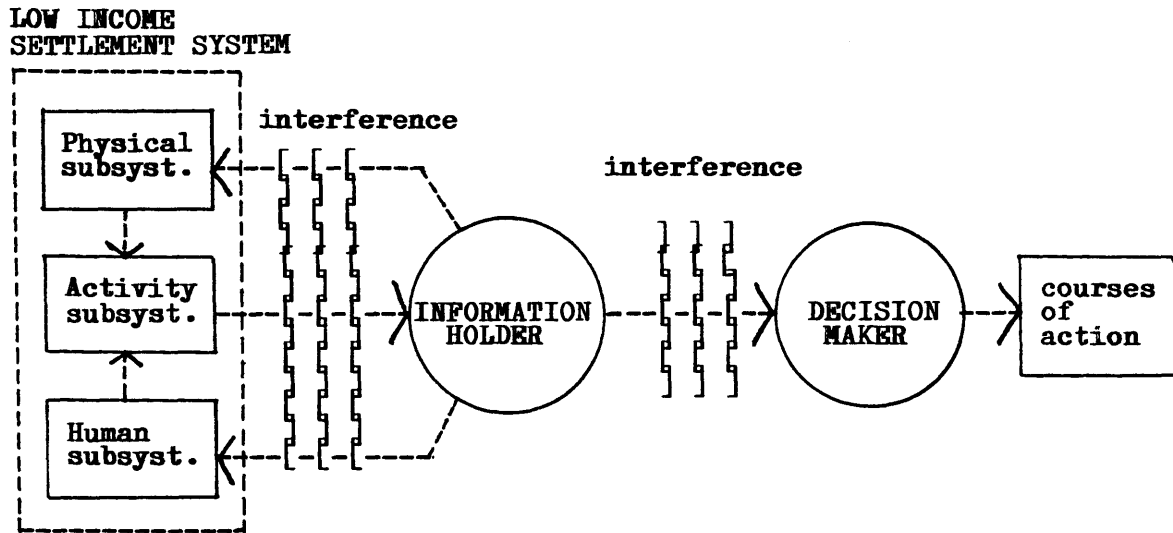 LOW INCOME
SETTLEMENT SYSTEM
interference
Physical
subsyst.
interference
Activity
subsyst.
INFORMATION
HOLDER
DECISION
MAKER
courses
of
action
Human
subsyst.